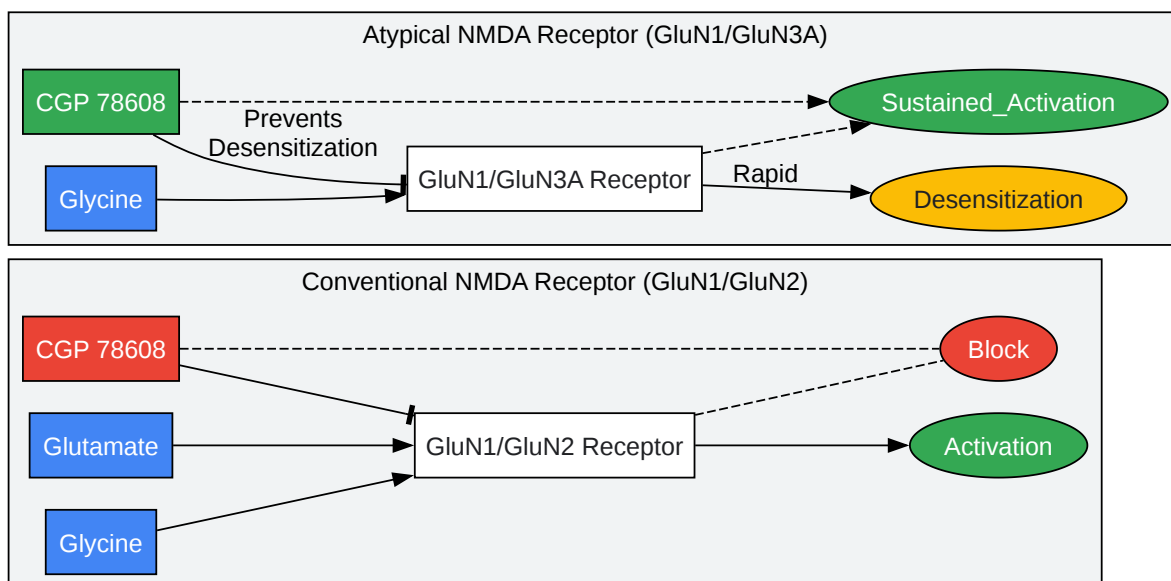 Atypical NMDA Receptor (GluN1/GluN3A)
CGP 78608
Sustained_Activation
Prevents
Desensitization
GluN1/GluN3A Receptor
Rapid
Glycine
Desensitization
Conventional NMDA Receptor (GluN1/GluN2)
CGP 78608
Block
Glutamate
GluN1/GluN2 Receptor
Activation
Glycine